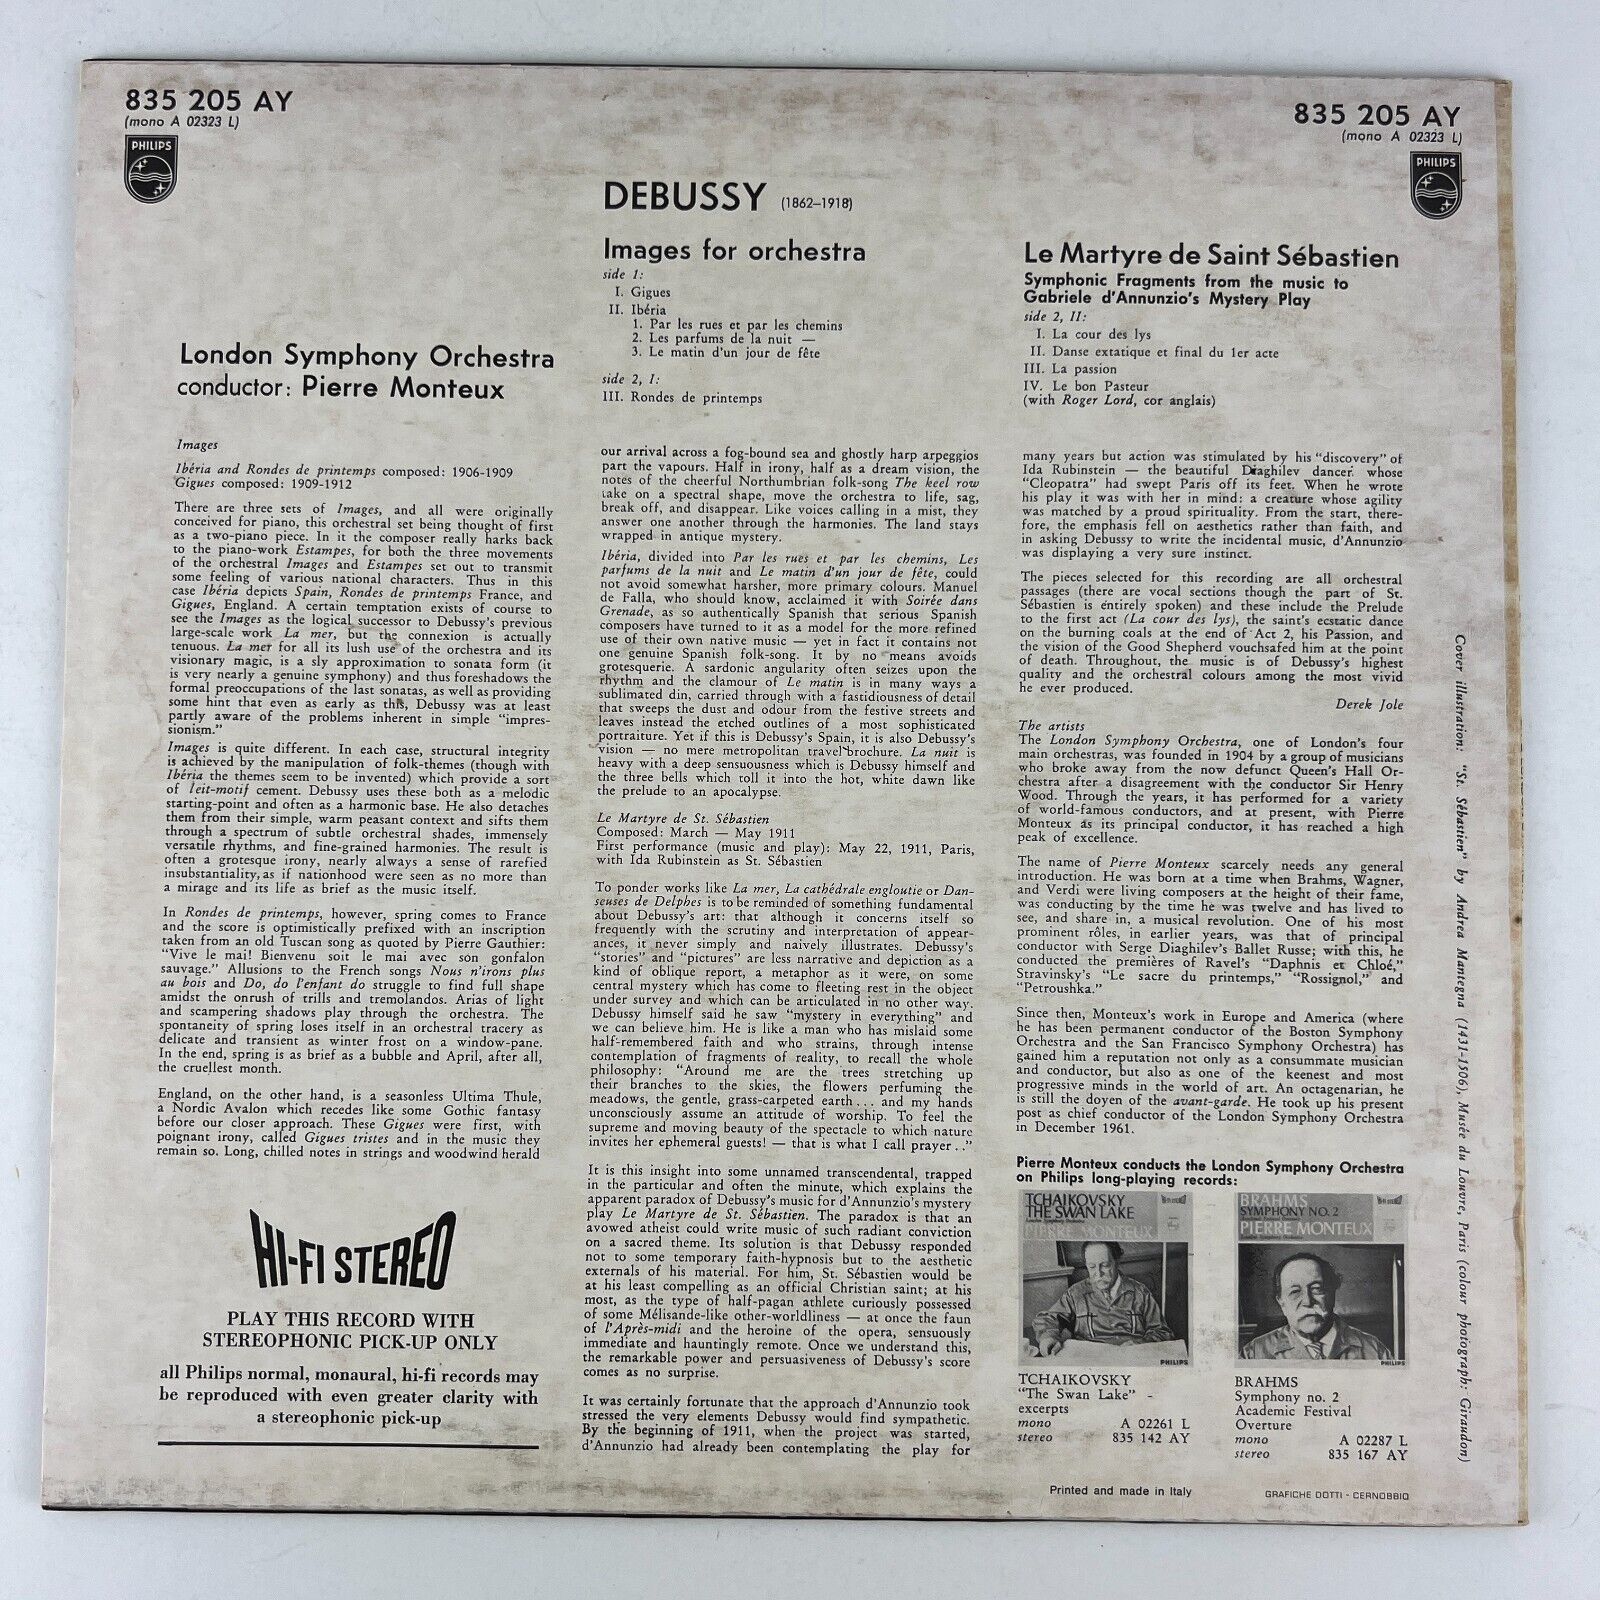 835 205 AY
(mono A 02323 L)
PHILIPS
835 205 AY
(mono A 02323 L)
PHILIPS
DEBUSSY (1862–1918)
Images for orchestra
side 1:
I. Gigues
II. Ibéria
1. Par les rues et par les chemins
2. Les parfums de la nuit —
3. Le matin d'un jour de fête
side 2, I:
III. Rondes de printemps
Le Martyre de Saint Sébastien
Symphonic Fragments from the music to
Gabriele d'Annunzio's Mystery Play
side 2, II:
I. La cour des lys
II. Danse extatique et final du 1er acte
III. La passion
IV. Le bon Pasteur
(with Roger Lord, cor anglais)
London Symphony Orchestra
conductor: Pierre Monteux
Images
Ibéria and Rondes de printemps composed: 1906-1909
Gigues composed: 1909-1912
There are three sets of Images, and all were originally
conceived for piano, this orchestral set being thought of first
as a two-piano piece. In it the composer really harks back
to the piano-work Estampes, for both the three movements
of the orchestral Images and Estampes set out to transmit
some feeling of various national characters. Thus in this
case Ibéria depicts Spain, Rondes de printemps France, and
Gigues, England. A certain temptation exists of course to
see the Images as the logical successor to Debussy's previous
large-scale work La mer, but the connexion is actually
tenuous. La mer for all its lush use of the orchestra and its
visionary magic, is a sly approximation to sonata form (it
is very nearly a genuine symphony) and thus foreshadows the
formal preoccupations of the last sonatas, as well as providing
some hint that even as early as this, Debussy was at least
partly aware of the problems inherent in simple "impres-
sionism."
Images is quite different. In each case, structural integrity
is achieved by the manipulation of folk-themes (though with
Ibéria the themes seem to be invented) which provide a sort
of leit-motif cement. Debussy uses these both as a melodic
starting-point and often as a harmonic base. He also detaches
them from their simple, warm peasant context and sifts them
through a spectrum of subtle orchestral shades, immensely
versatile rhythms, and fine-grained harmonies. The result is
often a grotesque irony, nearly always a sense of rarefied
insubstantiality, as if nationhood were seen as no more than
a mirage and its life as brief as the music itself.
In Rondes de printemps, however, spring comes to France
and the score is optimistically prefixed with an inscription
taken from an old Tuscan song as quoted by Pierre Gauthier:
"Vive le mai! Bienvenu soit le mai avec son gonfalon
sauvage." Allusions to the French songs Nous n'irons plus
au bois and Do, do l'enfant do struggle to find full shape
amidst the onrush of trills and tremolandos. Arias of light
and scampering shadows play through the orchestra. The
spontaneity of spring loses itself in an orchestral tracery as
delicate and transient as winter frost on a window-pane.
In the end, spring is as brief as a bubble and April, after all,
the cruellest month.
England, on the other hand, is a seasonless Ultima Thule,
a Nordic Avalon which recedes like some Gothic fantasy
before our closer approach. These Gigues were first, with
poignant irony, called Gigues tristes and in the music they
remain so. Long, chilled notes in strings and woodwind herald
HI-FI STEREO
PLAY THIS RECORD WITH
STEREOPHONIC PICK-UP ONLY
all Philips normal, monaural, hi-fi records may
be reproduced with even greater clarity with
a stereophonic pick-up
our arrival across a fog-bound sea and ghostly harp arpeggios
part the vapours. Half in irony, half as a dream vision, the
notes of the cheerful Northumbrian folk-song The keel row
take on a spectral shape, move the orchestra to life, sag,
break off, and disappear. Like voices calling in a mist, they
answer one another through the harmonies. The land stays
wrapped in antique mystery.
Ibéria, divided into Par les rues et par les chemins, Les
parfums de la nuit and Le matin d'un jour de fête, could
not avoid somewhat harsher, more primary colours. Manuel
de Falla, who should know, acclaimed it with Soirée dans
Grenade, as so authentically Spanish that serious Spanish
composers have turned to it as a model for the more refined
use of their own native music — yet in fact it contains not
one genuine Spanish folk-song. It by no means avoids
grotesquerie. A sardonic angularity often seizes upon the
rhythm and the clamour of Le matin is in many ways a
sublimated din, carried through with a fastidiousness of detail
that sweeps the dust and odour from the festive streets and
leaves instead the etched outlines of a most sophisticated
portraiture. Yet if this is Debussy's Spain, it is also Debussy's
vision — no mere metropolitan travel brochure. La nuit is
heavy with a deep sensuousness which is Debussy himself and
the three bells which toll it into the hot, white dawn like
the prelude to an apocalypse.
Le Martyre de St. Sébastien
Composed: March — May 1911
First performance (music and play): May 22, 1911, Paris,
with Ida Rubinstein as St. Sébastien
To ponder works like La mer, La cathédrale engloutie or Dan-
seuses de Delphes is to be reminded of something fundamental
about Debussy's art: that although it concerns itself so
frequently with the scrutiny and interpretation of appear-
ances, it never simply and naively illustrates. Debussy's
"stories" and "pictures" are less narrative and depiction as a
kind of oblique report, a metaphor as it were, on some
central mystery which has come to fleeting rest in the object
under survey and which can be articulated in no other way.
Debussy himself said he saw "mystery in everything" and
we can believe him. He is like a man who has mislaid some
half-remembered faith and who strains, through intense
contemplation of fragments of reality, to recall the whole
philosophy: "Around me are the trees stretching up
their branches to the skies, the flowers perfuming the
meadows, the gentle, grass-carpeted earth... and my hands
unconsciously assume an attitude of worship. To feel the
supreme and moving beauty of the spectacle to which nature
invites her ephemeral guests! — that is what I call prayer.."
It is this insight into some unnamed transcendental, trapped
in the particular and often the minute, which explains the
apparent paradox of Debussy's music for d'Annunzio's mystery
play Le Martyre de St. Sébastien. The paradox is that an
avowed atheist could write music of such radiant conviction
on a sacred theme. Its solution is that Debussy responded
not to some temporary faith-hypnosis but to the aesthetic
externals of his material. For him, St. Sébastien would be
at his least compelling as an official Christian saint; at his
most, as the type of half-pagan athlete curiously possessed
of some Mélisande-like other-worldliness — at once the faun
of l'Après-midi and the heroine of the opera, sensuously
immediate and hauntingly remote. Once we understand this,
the remarkable power and persuasiveness of Debussy's score
comes as no surprise.
It was certainly fortunate that the approach d'Annunzio took
stressed the very elements Debussy would find sympathetic.
By the beginning of 1911, when the project was started,
d'Annunzio had already been contemplating the play for
many years but action was stimulated by his "discovery" of
Ida Rubinstein — the beautiful Diaghilev dancer whose
"Cleopatra" had swept Paris off its feet. When he wrote
his play it was with her in mind: a creature whose agility
was matched by a proud spirituality. From the start, there-
fore, the emphasis fell on aesthetics rather than faith, and
in asking Debussy to write the incidental music, d'Annunzio
was displaying a very sure instinct.
The pieces selected for this recording are all orchestral
passages (there are vocal sections though the part of St.
Sébastien is entirely spoken) and these include the Prelude
to the first act (La cour des lys), the saint's ecstatic dance
on the burning coals at the end of Act 2, his Passion, and
the vision of the Good Shepherd vouchsafed him at the point
of death. Throughout, the music is of Debussy's highest
quality and the orchestral colours among the most vivid
he ever produced.
Derek Jole
The artists
The London Symphony Orchestra, one of London's four
main orchestras, was founded in 1904 by a group of musicians
who broke away from the now defunct Queen's Hall Or-
chestra after a disagreement with the conductor Sir Henry
Wood. Through the years, it has performed for a variety
of world-famous conductors, and at present, with Pierre
Monteux as its principal conductor, it has reached a high
peak of excellence.
The name of Pierre Monteux scarcely needs any general
introduction. He was born at a time when Brahms, Wagner,
and Verdi were living composers at the height of their fame,
was conducting by the time he was twelve and has lived to
see, and share in, a musical revolution. One of his most
prominent rôles, in earlier years, was that of principal
conductor with Serge Diaghilev's Ballet Russe; with this, he
conducted the premières of Ravel's "Daphnis et Chloé,"
Stravinsky's "Le sacre du printemps," "Rossignol," and
"Petroushka."
Since then, Monteux's work in Europe and America (where
he has been permanent conductor of the Boston Symphony
Orchestra and the San Francisco Symphony Orchestra) has
gained him a reputation not only as a consummate musician
and conductor, but also as one of the keenest and most
progressive minds in the world of art. An octagenarian, he
is still the doyen of the avant-garde. He took up his present
post as chief conductor of the London Symphony Orchestra
in December 1961.
Pierre Monteux conducts the London Symphony Orchestra
on Philips long-playing records:
TCHAIKOVSKY
THE SWAN LAKE
PIERRE MONTEUX
PHILIPS
BRAHMS
SYMPHONY NO. 2
PIERRE MONTEUX
PHILIPS
TCHAIKOVSKY
"The Swan Lake" -
excerpts
mono A 02261 L
stereo 835 142 AY
BRAHMS
Symphony no. 2
Academic Festival
Overture
mono A 02287 L
stereo 835 167 AY
Printed and made in Italy
GRAFICHE DOTTI - CERNOBBIO
Cover illustration: "St. Sébastien" by Andrea Mantegna (1431-1506), Musée du Louvre, Paris (colour photograph: Giraudon)